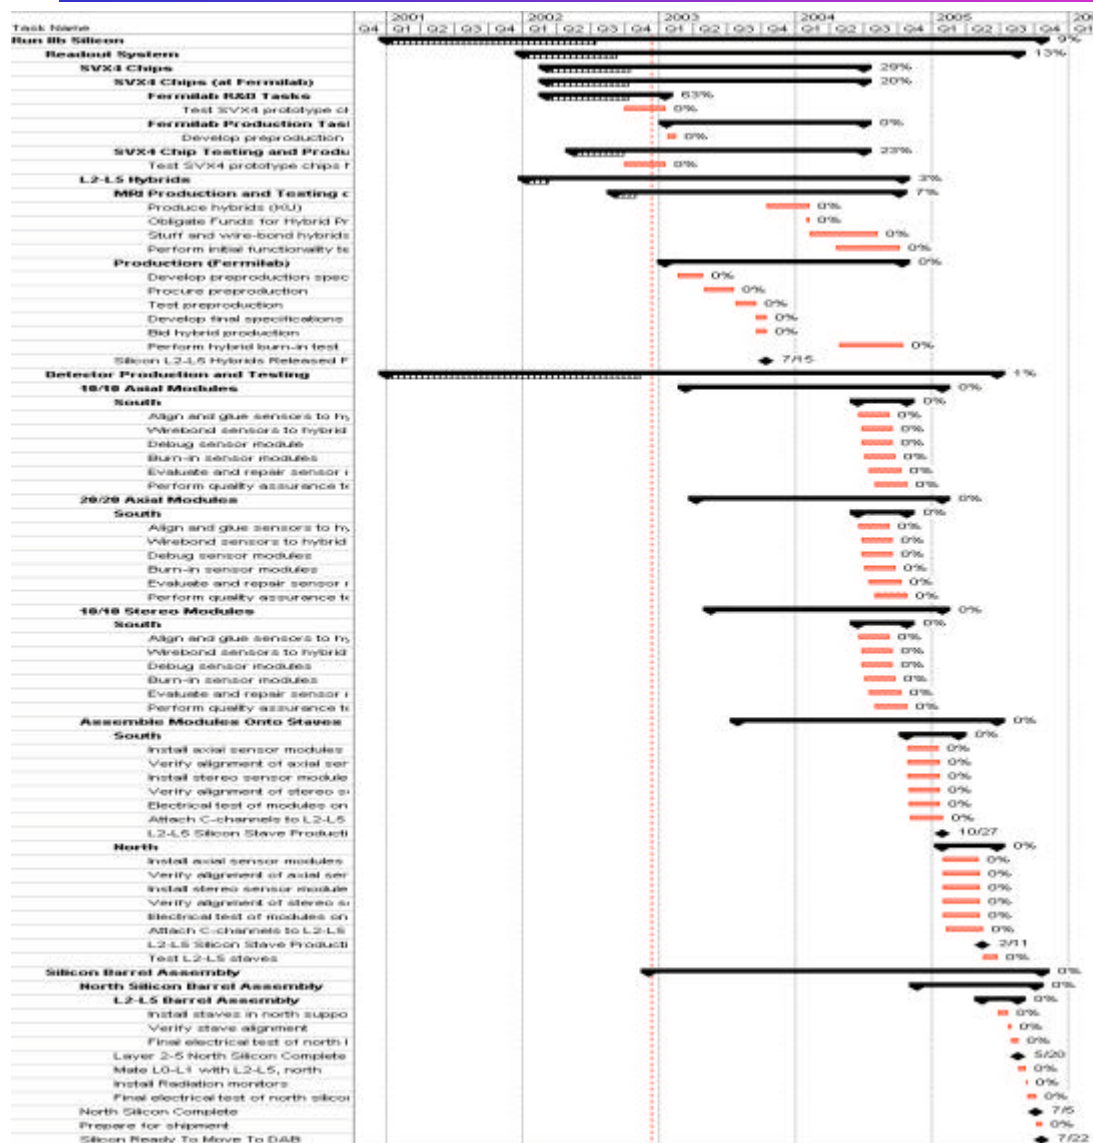 2001 2002 2003 2004 2005
Task Name Q4 Q1 Q2 Q3 Q4 Q1 Q2 Q3 Q4 Q1 Q2 Q3 Q4 Q1 Q2 Q3 Q4 Q1 Q2 Q3 Q4 Q1
Run IIb Silicon 9%
Readout System 13%
SVX4 Chips 29%
SVX4 Chips (at Fermilab) 20%
Fermilab R&D Tasks 63%
Test SVX4 prototype 0%
Fermilab Production 0%
Develop preproduction 0%
SVX4 Chip Testing and 23%
Test SVX4 prototype chips 0%
L2-L5 Hybrids 3%
MRI Production and Testing 7%
Produce hybrids (KU) 0%
Obligate Funds for Hybrid 0%
Stuff and wire-bond hybrids 0%
Perform initial functionality 0%
Production (Fermilab) 0%
Develop preproduction spec 0%
Procure preproduction 0%
Test preproduction 0%
Develop final specifications 0%
Bid hybrid production 0%
Perform hybrid burn-in test 0%
Silicon L2-L5 Hybrids Released 7/15
Detector Production and Testing 1%
10/10 Axial Modules 0%
South 0%
Align and glue sensors to 0%
Wirebond sensors to hybrid 0%
Debug sensor module 0%
Burn-in sensor modules 0%
Evaluate and repair sensor 0%
Perform quality assurance 0%
20/20 Axial Modules 0%
South 0%
Align and glue sensors to 0%
Wirebond sensors to hybrid 0%
Debug sensor modules 0%
Burn-in sensor modules 0%
Evaluate and repair sensor 0%
Perform quality assurance 0%
10/10 Stereo Modules 0%
South 0%
Align and glue sensors to 0%
Wirebond sensors to hybrid 0%
Debug sensor modules 0%
Burn-in sensor modules 0%
Evaluate and repair sensor 0%
Perform quality assurance 0%
Assemble Modules Onto Staves 0%
South 0%
Install axial sensor modules 0%
Verify alignment of axial 0%
Install stereo sensor module 0%
Verify alignment of stereo 0%
Electrical test of modules on 0%
Attach C-channels to L2-L5 0%
L2-L5 Silicon Stave 10/27
North 0%
Install axial sensor modules 0%
Verify alignment of axial 0%
Install stereo sensor module 0%
Verify alignment of stereo 0%
Electrical test of modules on 0%
Attach C-channels to L2-L5 0%
L2-L5 Silicon Stave 2/11
Test L2-L5 staves 0%
Silicon Barrel Assembly 0%
North Silicon Barrel Assembly 0%
L2-L5 Barrel Assembly 0%
Install staves in north 0%
Verify stave alignment 0%
Final electrical test of north 0%
Layer 2-5 North Silicon Complete 5/20
Mate L0-L1 with L2-L5, north 0%
Install Radiation monitors 0%
Final electrical test of north 0%
North Silicon Complete 7/5
Prepare for shipment 0%
Silicon Ready To Move To DAB 7/22